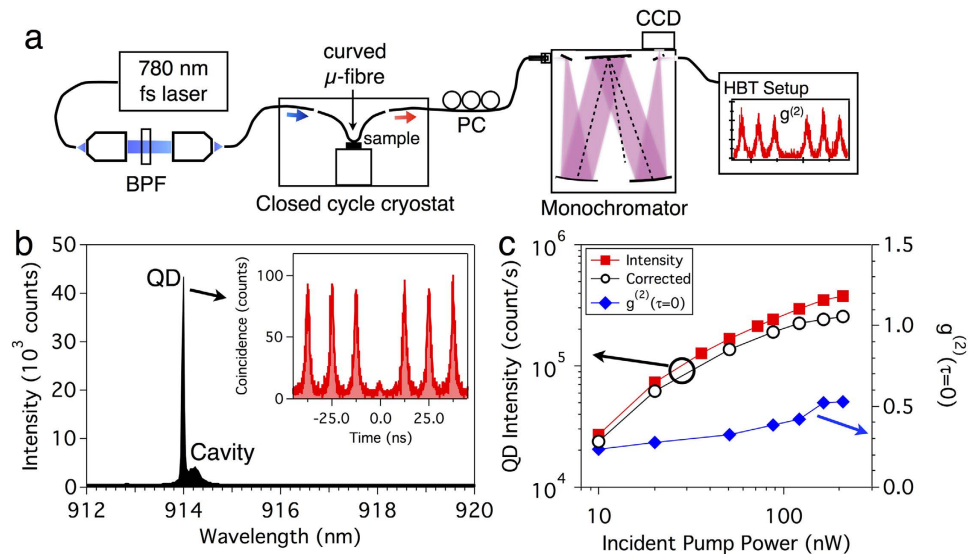 a
780 nm
fs laser
BPF
curved
µ-fibre
sample
Closed cycle cryostat
PC
CCD
Monochromator
HBT Setup
g(2)
b
Intensity (10³ counts)
50
40
30
20
10
0
QD
Cavity
912
914
916
918
920
Wavelength (nm)
Coincidence (counts)
100
50
0
-25.0
0.0
25.0
Time (ns)
c
QD Intensity (count/s)
10⁶
10⁵
10⁴
Intensity
Corrected
g(2)(τ=0)
1.5
1.0
0.5
0.0
g(2)(τ=0)
10
100
Incident Pump Power (nW)